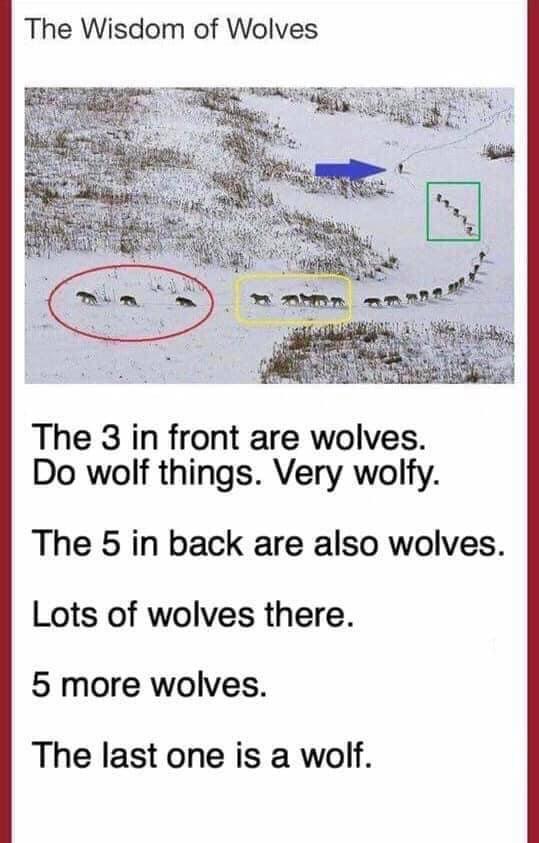 The Wisdom of Wolves
The 3 in front are wolves.
Do wolf things. Very wolfy.
The 5 in back are also wolves.
Lots of wolves there.
5 more wolves.
The last one is a wolf.